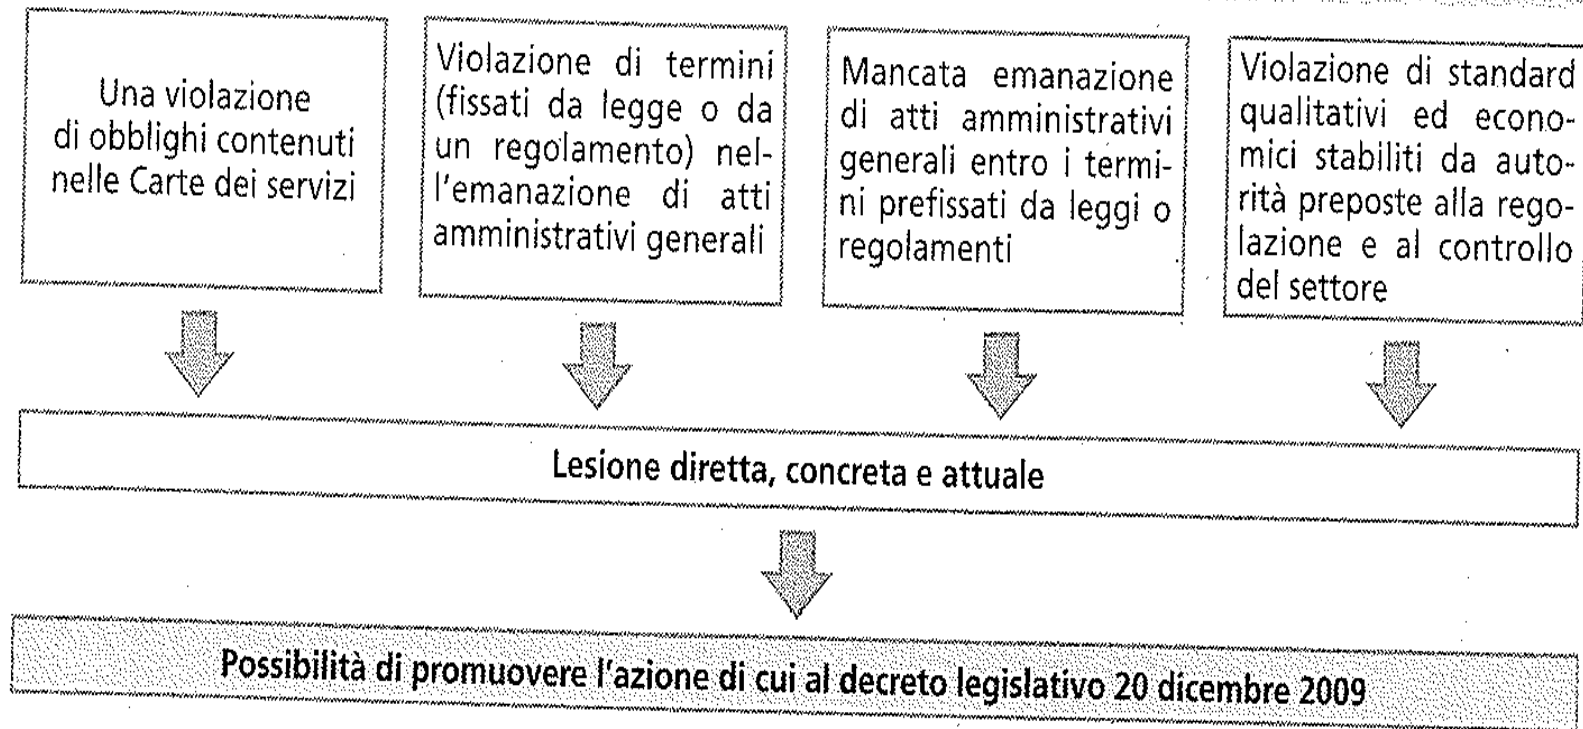 Una violazione
di obblighi contenuti
nelle Carte dei servizi
Violazione di termini
(fissati da legge o da
un regolamento) nel-
l'emanazione di atti
amministrativi generali
Mancata emanazione
di atti amministrativi
generali entro i termi-
ni prefissati da leggi o
regolamenti
Violazione di standard
qualitativi ed econo-
mici stabiliti da auto-
rità preposte alla rego-
lazione e al controllo
del settore
Lesione diretta, concreta e attuale
Possibilità di promuovere l'azione di cui al decreto legislativo 20 dicembre 2009